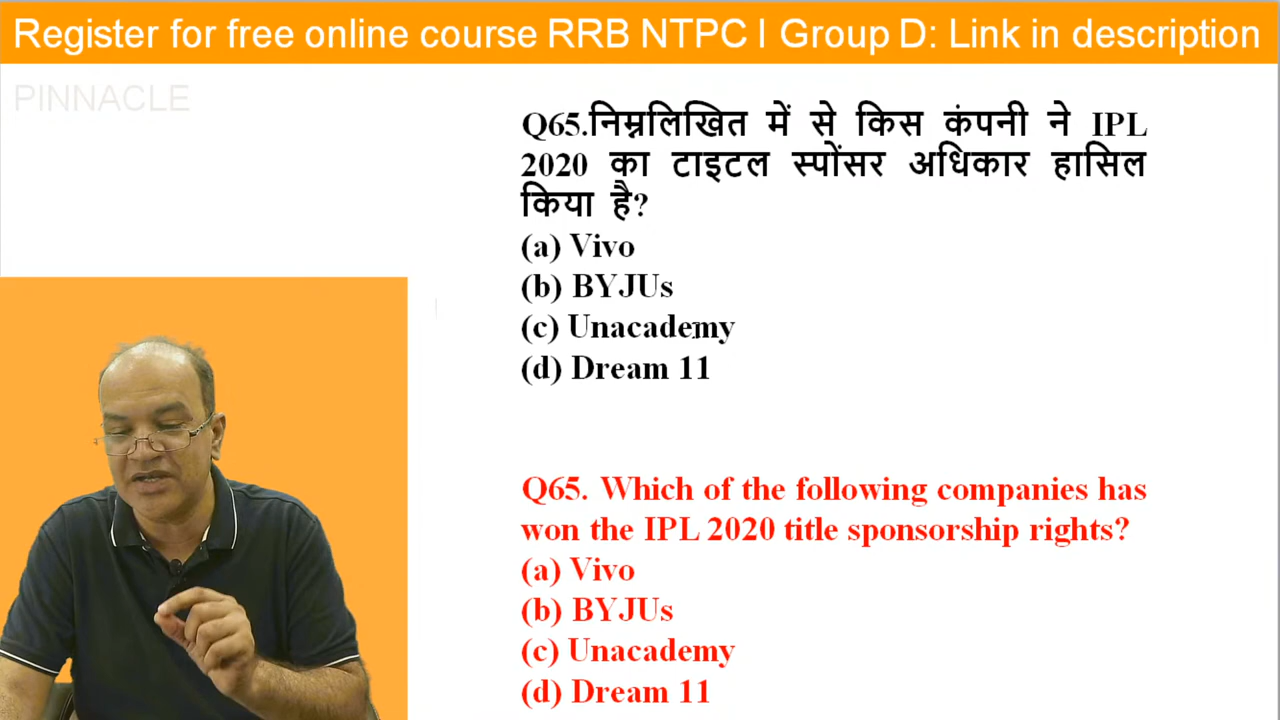 Register for free online course RRB NTPC I Group D: Link in description
PINNACLE
Q65.निम्नलिखित में से किस कंपनी ने IPL
2020 का टाइटल स्पोंसर अधिकार हासिल
किया है?
(a) Vivo
(b) BYJUs
(c) Unacademy
(d) Dream 11
Q65. Which of the following companies has
won the IPL 2020 title sponsorship rights?
(a) Vivo
(b) BYJUs
(c) Unacademy
(d) Dream 11